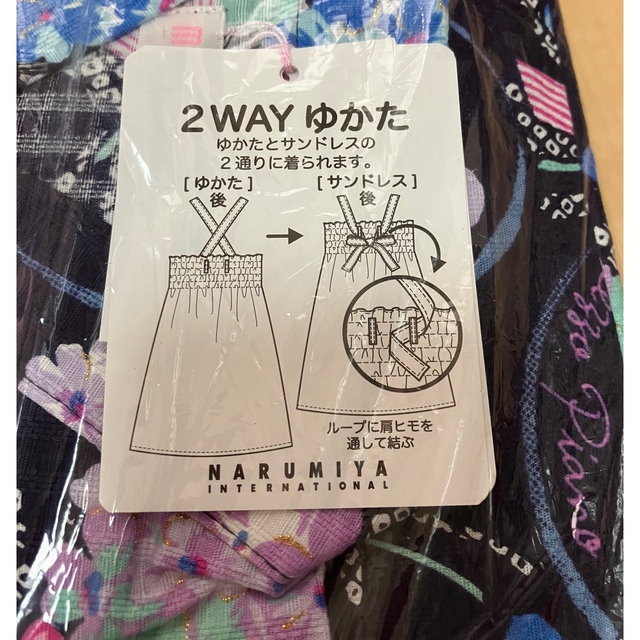 2WAY ゆかた
ゆかたとサンドレスの
2通りに着られます。
[ ゆかた ]
後
[ サンドレス ]
後
ループに肩ヒモを
通して結ぶ
NARUMIYA
INTERNATIONAL
Piano